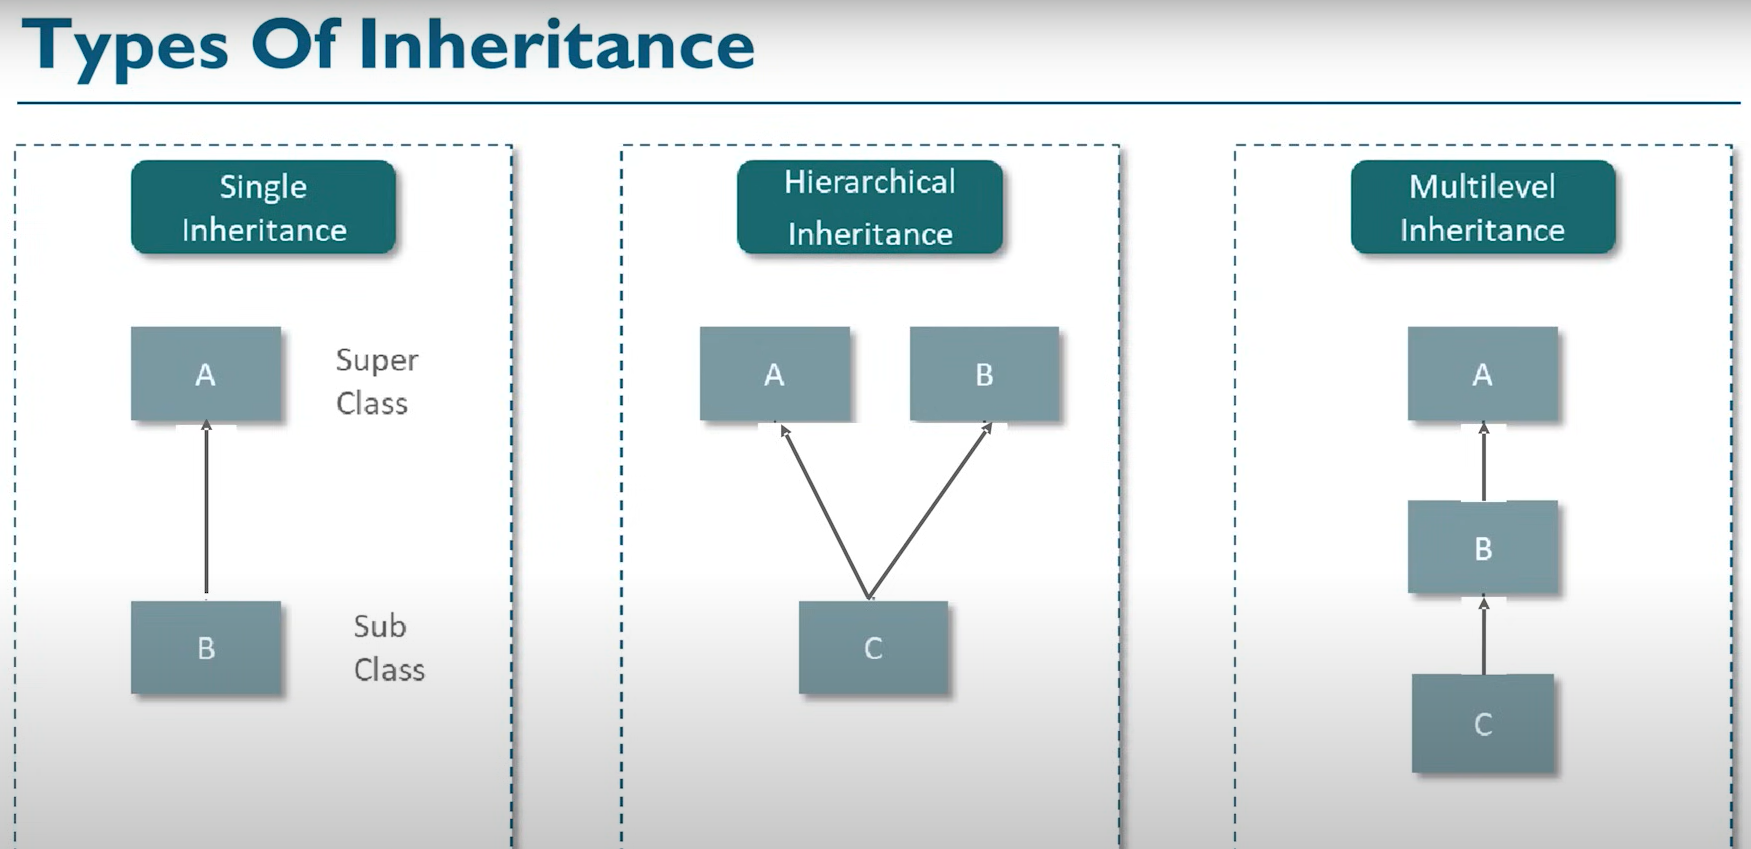 Types Of Inheritance
Single
Inheritance
A
Super
Class
B
Sub
Class
Hierarchical
Inheritance
A
B
C
Multilevel
Inheritance
A
B
C